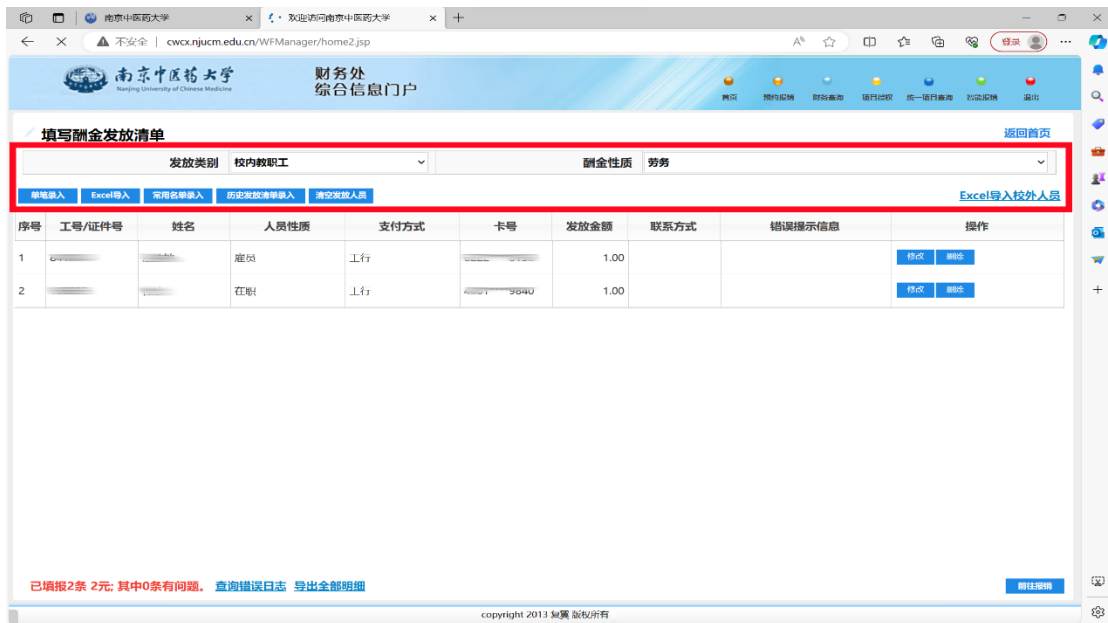 南京中医药大学
欢迎访问南京中医药大学
不安全 | cwcx.njucm.edu.cn/WFManager/home2.jsp
登录
南京中医药大学
Nanjing University of Chinese Medicine
财务处
综合信息门户
首页 预约报销 财务查询 项目授权 统一项目查询 智能报销 退出
填写酬金发放清单
返回首页
发放类别 校内教职工 酬金性质 劳务
单笔录入 Excel导入 常用名单录入 历史发放清单录入 清空发放人员 Excel导入校外人员
序号 工号/证件号 姓名 人员性质 支付方式 卡号 发放金额 联系方式 错误提示信息 操作
1 雇员 工行 1.00 修改 删除
2 在职 工行 9840 1.00 修改 删除
已填报2条 2元; 其中0条有问题。 查询错误日志 导出全部明细
前往报销
copyright 2013 复翼 版权所有